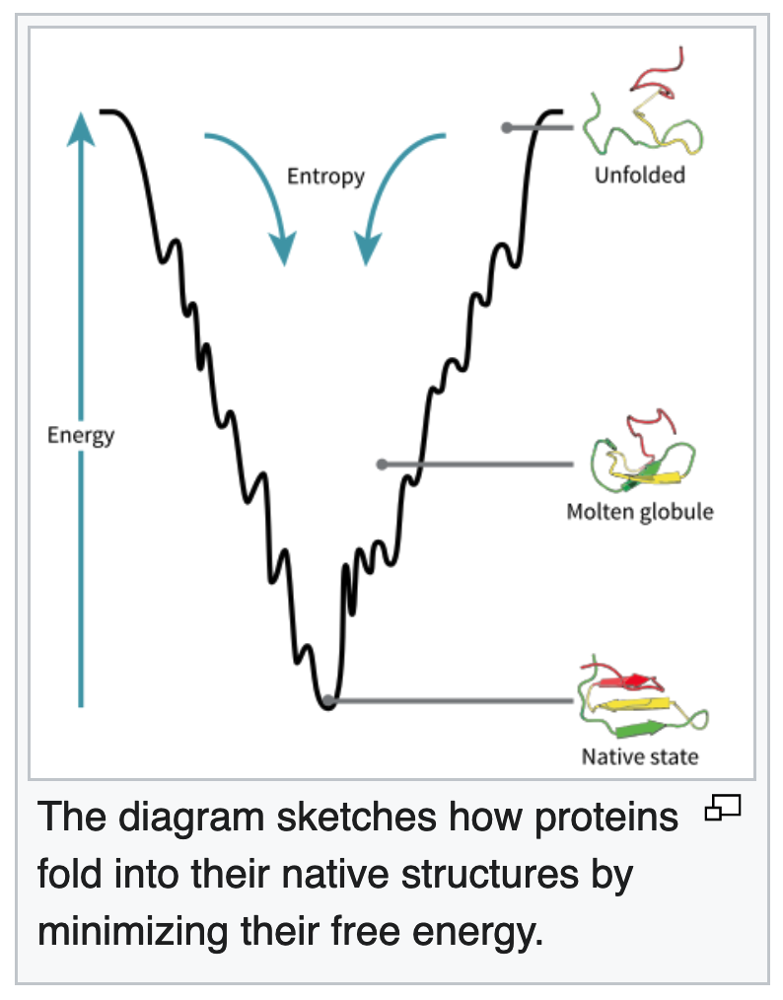 Entropy
Unfolded
Energy
Molten globule
Native state
The diagram sketches how proteins
fold into their native structures by
minimizing their free energy.